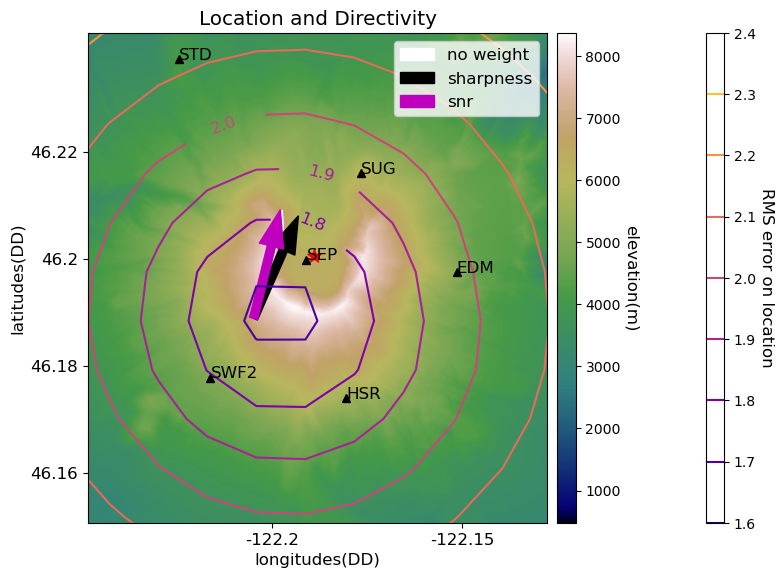 Location and Directivity
no weight
sharpness
snr
STD
2.0
SUG
1.9
1.8
SEP
EDM
SWF2
HSR
46.22
46.2
46.18
46.16
latitudes(DD)
-122.2
-122.15
longitudes(DD)
8000
7000
6000
5000
4000
3000
2000
1000
elevation(m)
2.4
2.3
2.2
2.1
2.0
1.9
1.8
1.7
1.6
RMS error on location